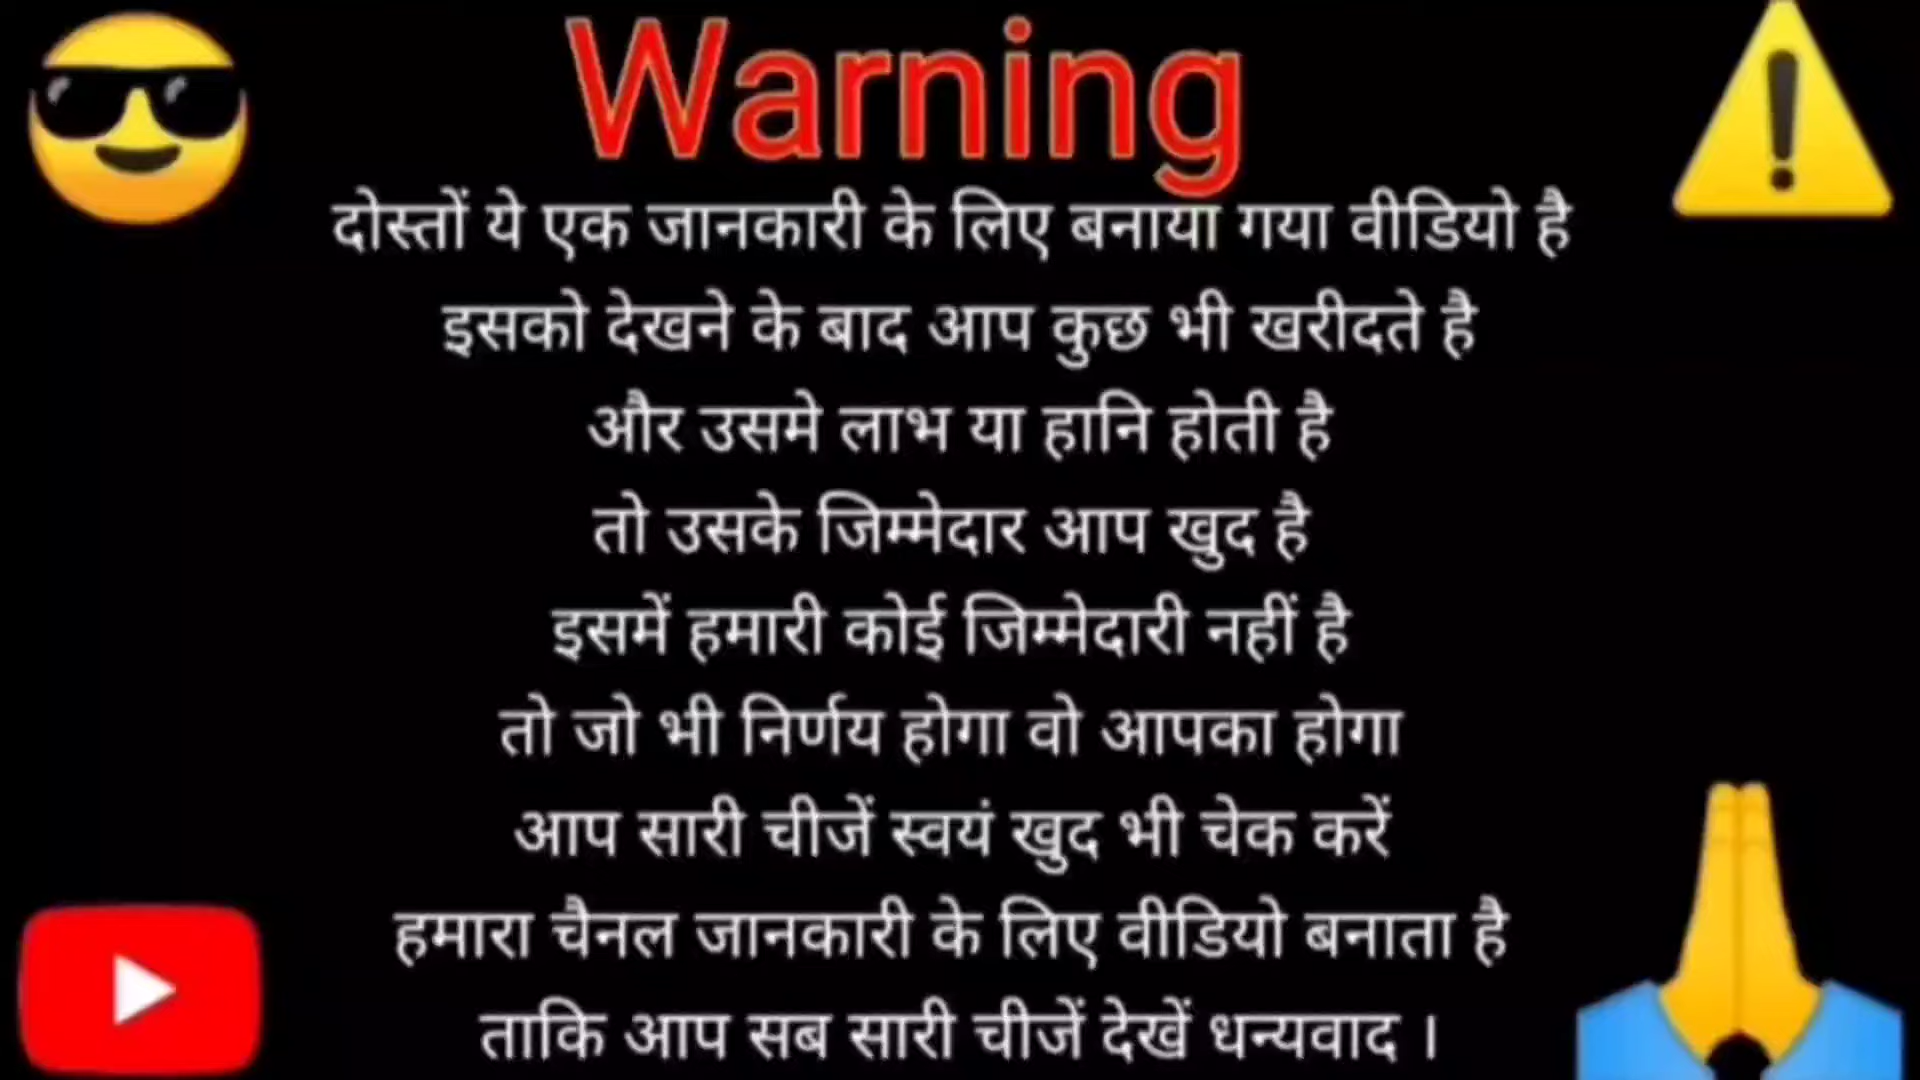 Warning
दोस्तों ये एक जानकारी के लिए बनाया गया वीडियो है
इसको देखने के बाद आप कुछ भी खरीदते है
और उसमे लाभ या हानि होती है
तो उसके जिम्मेदार आप खुद है
इसमें हमारी कोई जिम्मेदारी नहीं है
तो जो भी निर्णय होगा वो आपका होगा
आप सारी चीजें स्वयं खुद भी चेक करें
हमारा चैनल जानकारी के लिए वीडियो बनाता है
ताकि आप सब सारी चीजें देखें धन्यवाद ।